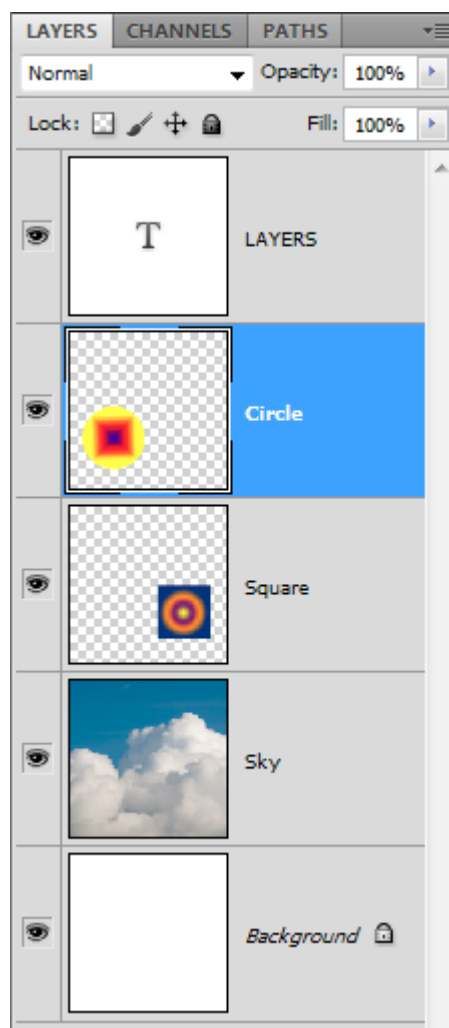 LAYERS CHANNELS PATHS
Normal Opacity: 100%
Lock: Fill: 100%
T
LAYERS
Circle
Square
Sky
Background